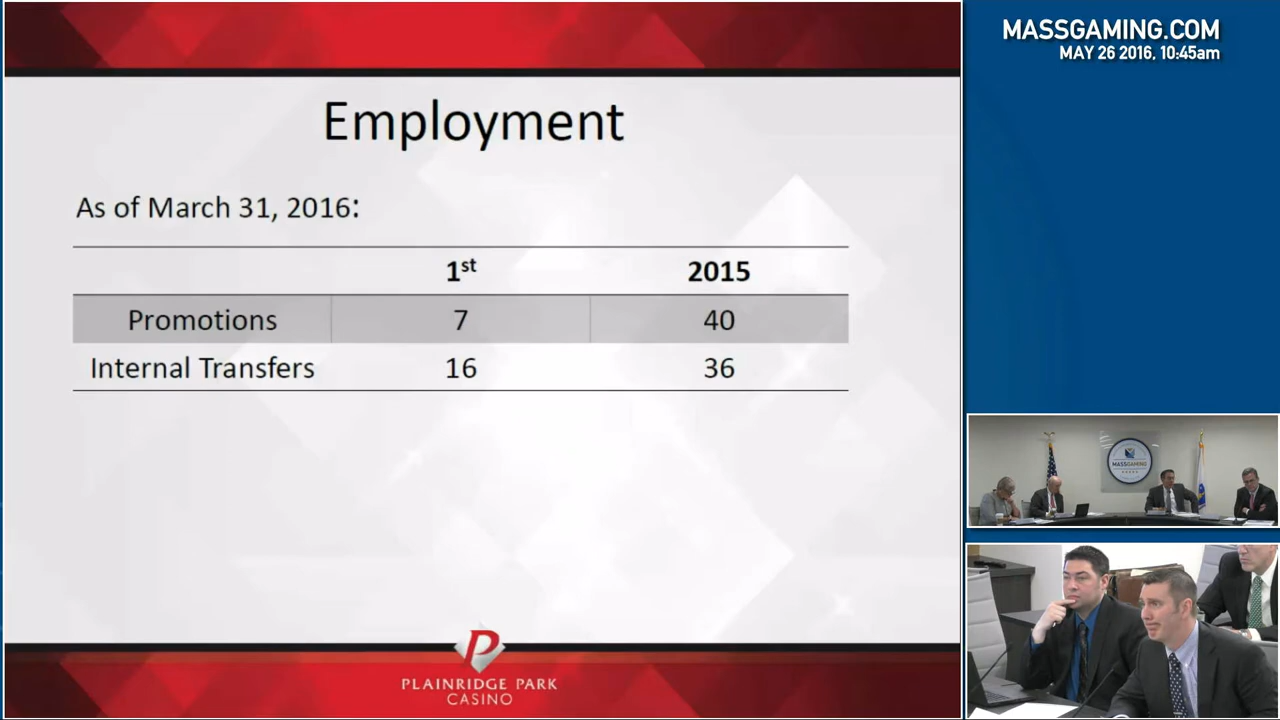 MASSGAMING.COM
MAY 26 2016, 10:45am
Employment
As of March 31, 2016:
1st 2015
Promotions 7 40
Internal Transfers 16 36
PLAINRIDGE PARK
CASINO
MASSGAMING